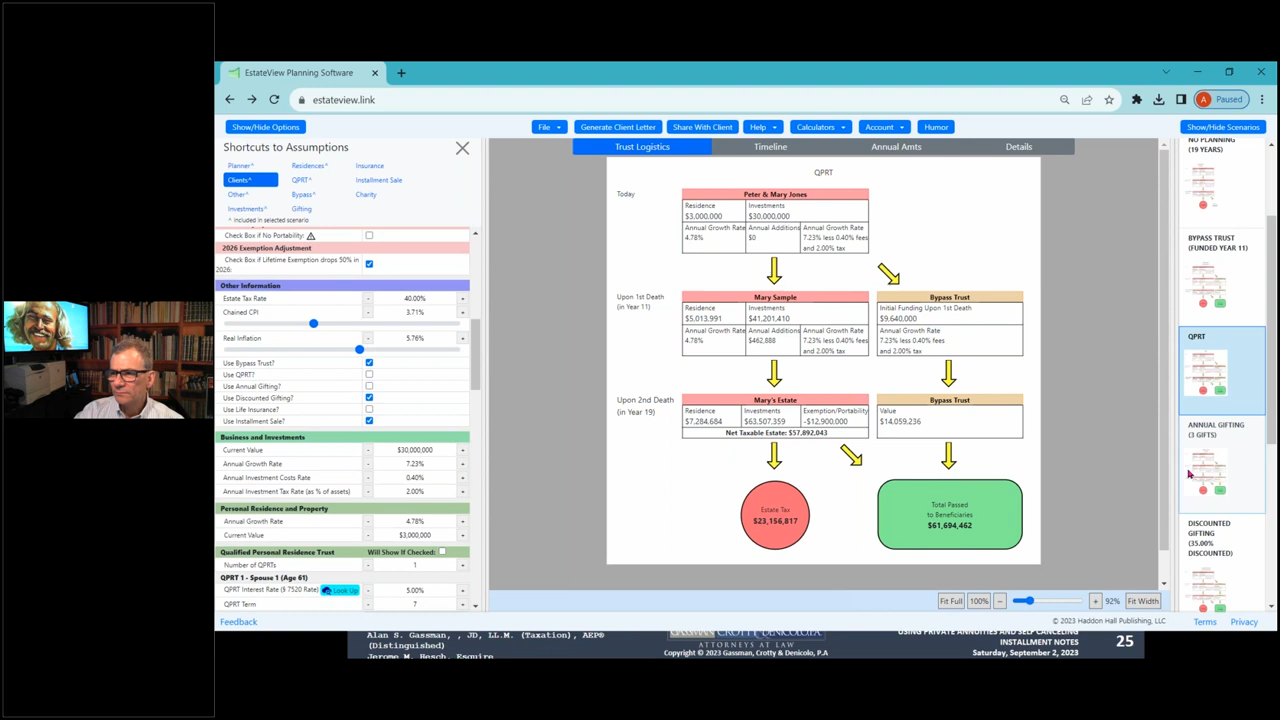 EstateView Planning Software
estateview.link
A Paused
Show/Hide Options
File
Generate Client Letter
Share With Client
Help
Calculators
Account
Humor
Show/Hide Scenarios
Shortcuts to Assumptions
Planner^ Residences^ Insurance
Clients^ QPRT^ Installment Sale
Other^ Bypass^ Charity
Investments^ Gifting
^ included in selected scenario
Check Box if No Portability:
2026 Exemption Adjustment
Check Box if Lifetime Exemption drops 50% in
2026:
Other Information
Estate Tax Rate - 40.00% +
Chained CPI - 3.71% +
Real Inflation - 5.76% +
Use Bypass Trust?
Use QPRT?
Use Annual Gifting?
Use Discounted Gifting?
Use Life Insurance?
Use Installment Sale?
Business and Investments
Current Value - $30,000,000 +
Annual Growth Rate - 7.23% +
Annual Investment Costs Rate - 0.40% +
Annual Investment Tax Rate (as % of assets) - 2.00% +
Personal Residence and Property
Annual Growth Rate - 4.78% +
Current Value - $3,000,000 +
Qualified Personal Residence Trust Will Show If Checked:
Number of QPRTs - 1 +
QPRT 1 - Spouse 1 (Age 61)
QPRT Interest Rate (§ 7520 Rate) Look Up - 5.00% +
QPRT Term - 7 +
Feedback
Trust Logistics
Timeline
Annual Amts
Details
QPRT
Today
Peter & Mary Jones
Residence
$3,000,000
Investments
$30,000,000
Annual Growth Rate
4.78%
Annual Additions
$0
Annual Growth Rate
7.23% less 0.40% fees
and 2.00% tax
Upon 1st Death
(in Year 11)
Mary Sample
Residence
$5,013,991
Investments
$41,201,410
Annual Growth Rate
4.78%
Annual Additions
$462,888
Annual Growth Rate
7.23% less 0.40% fees
and 2.00% tax
Bypass Trust
Initial Funding Upon 1st Death
$9,640,000
Annual Growth Rate
7.23% less 0.40% fees
and 2.00% tax
Upon 2nd Death
(in Year 19)
Mary's Estate
Residence
$7,284,684
Investments
$63,507,359
Exemption/Portability
-$12,900,000
Net Taxable Estate: $57,892,043
Bypass Trust
Value
$14,059,236
Estate Tax
$23,156,817
Total Passed
to Beneficiaries
$61,694,462
Fit Full
100%
92%
Fit Width
NO PLANNING
(19 YEARS)
BYPASS TRUST
(FUNDED YEAR 11)
QPRT
ANNUAL GIFTING
(3 GIFTS)
DISCOUNTED
GIFTING
(35.00%
DISCOUNTED)
© 2023 Haddon Hall Publishing, LLC
Terms Privacy
Alan S. Gassman, , JD, LL.M. (Taxation), AEP®
(Distinguished)
Jerome M. Hesch, Esquire
GASSMAN CROTTY & DENICOLO, P.A.
ATTORNEYS AT LAW
Copyright © 2023 Gassman, Crotty & Denicolo, P.A
USING PRIVATE ANNUITIES AND SELF CANCELING
INSTALLMENT NOTES
Saturday, September 2, 2023
25